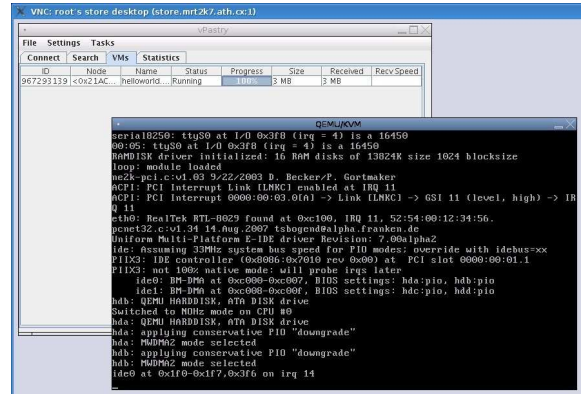 VNC: root's store desktop (store.mrt2k7.ath.cx:1)
vPastry
File Settings Tasks
Connect Search VMs Statistics
ID Node Name Status Progress Size Received Recv Speed
967293139 <0x21AC... helloworld.... Running 100% 3 MB 3 MB
QEMU/KVM
serial8250: ttyS0 at I/O 0x3f8 (irq = 4) is a 16450
00:05: ttyS0 at I/O 0x3f8 (irq = 4) is a 16450
RAMDISK driver initialized: 16 RAM disks of 13824K size 1024 blocksize
loop: module loaded
ne2k-pci.c:v1.03 9/22/2003 D. Becker/P. Gortmaker
ACPI: PCI Interrupt Link [LNKC] enabled at IRQ 11
ACPI: PCI Interrupt 0000:00:03.0[A] -> Link [LNKC] -> GSI 11 (level, high) -> IR
Q 11
eth0: RealTek RTL-8029 found at 0xc100, IRQ 11, 52:54:00:12:34:56.
pcnet32.c:v1.34 14.Aug.2007 tsbogend@alpha.franken.de
Uniform Multi-Platform E-IDE driver Revision: 7.00alpha2
ide: Assuming 33MHz system bus speed for PIO modes; override with idebus=xx
PIIX3: IDE controller (0x8086:0x7010 rev 0x00) at  PCI slot 0000:00:01.1
PIIX3: not 100% native mode: will probe irqs later
ide0: BM-DMA at 0xc000-0xc007, BIOS settings: hda:pio, hdb:pio
ide1: BM-DMA at 0xc008-0xc00f, BIOS settings: hdc:pio, hdd:pio
hdb: QEMU HARDDISK, ATA DISK drive
Switched to NOHz mode on CPU #0
hda: QEMU HARDDISK, ATA DISK drive
hda: applying conservative PIO "downgrade"
hda: MWDMA2 mode selected
hdb: applying conservative PIO "downgrade"
hdb: MWDMA2 mode selected
ide0 at 0x1f0-0x1f7,0x3f6 on irq 14